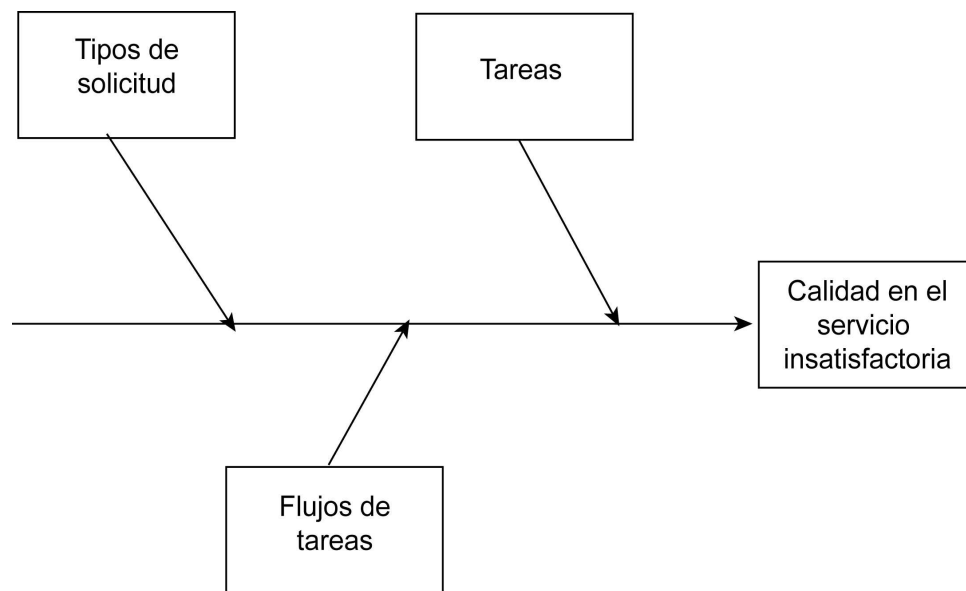 Tipos de
solicitud
Tareas
Calidad en el
servicio
insatisfactoria
Flujos de
tareas